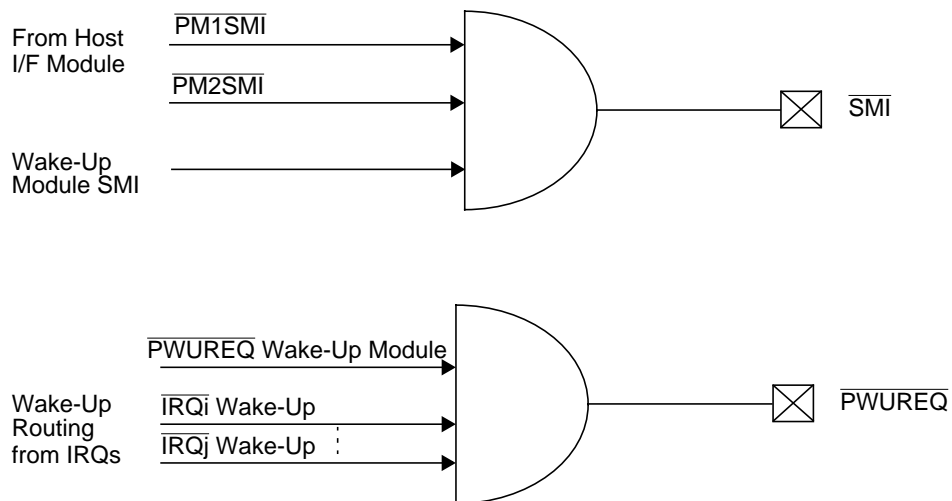 PM1SMI
From Host
I/F Module
PM2SMI
SMI
Wake-Up
Module SMI
PWUREQ Wake-Up Module
Wake-Up
Routing
from IRQs
IRQi Wake-Up
IRQj Wake-Up
PWUREQ